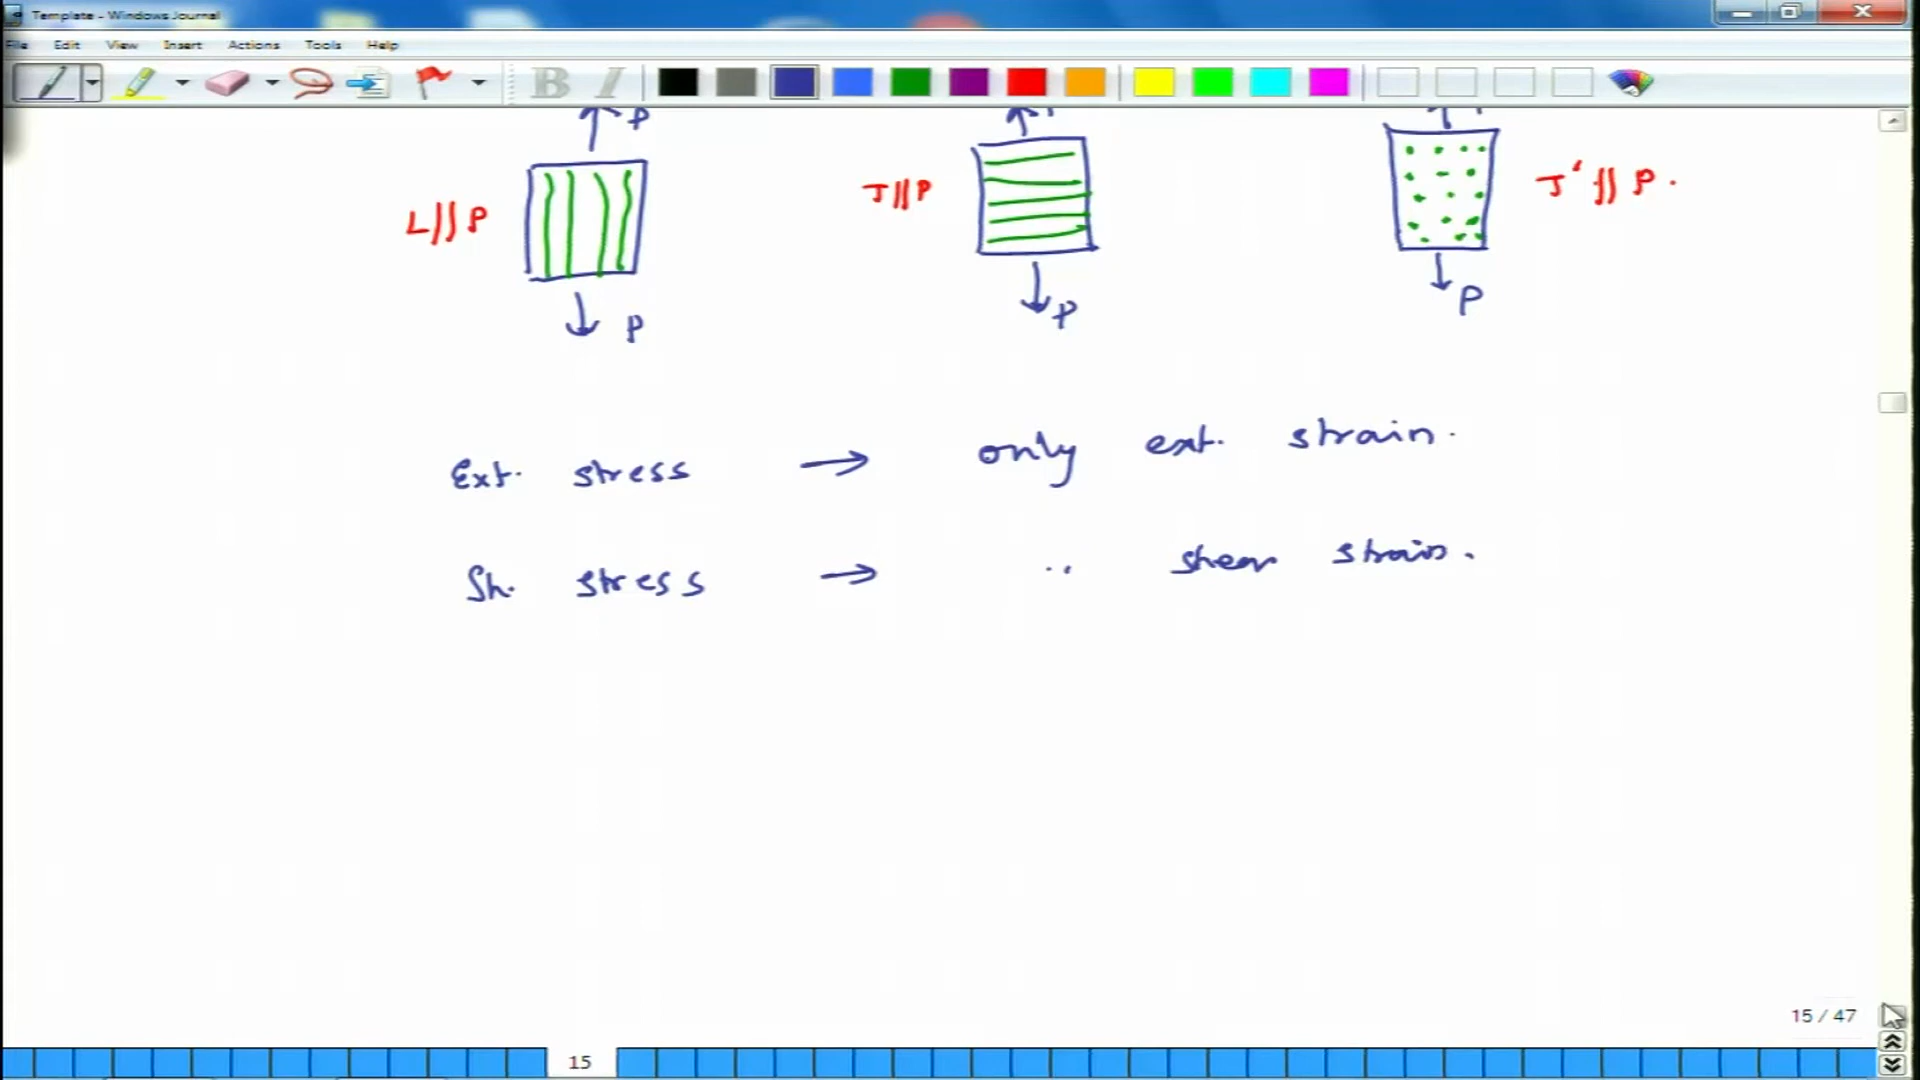 Template - Windows Journal
File Edit View Insert Actions Tools Help
B I
P
L || P
T || P
T' || P.
P
P
P
Ext. stress → only ext. strain.
Sh. stress → " shear strain.
15 / 47
15